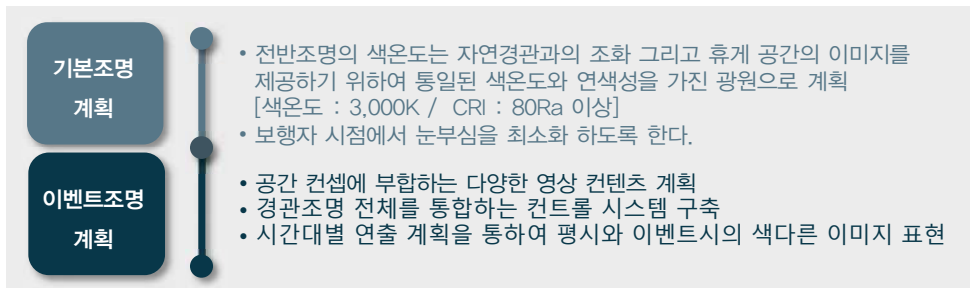 기본조명
계획
• 전반조명의 색온도는 자연경관과의 조화 그리고 휴게 공간의 이미지를
제공하기 위하여 통일된 색온도와 연색성을 가진 광원으로 계획
[색온도 : 3,000K / CRI : 80Ra 이상]
• 보행자 시점에서 눈부심을 최소화 하도록 한다.
이벤트조명
계획
• 공간 컨셉에 부합하는 다양한 영상 컨텐츠 계획
• 경관조명 전체를 통합하는 컨트롤 시스템 구축
• 시간대별 연출 계획을 통하여 평시와 이벤트시의 색다른 이미지 표현